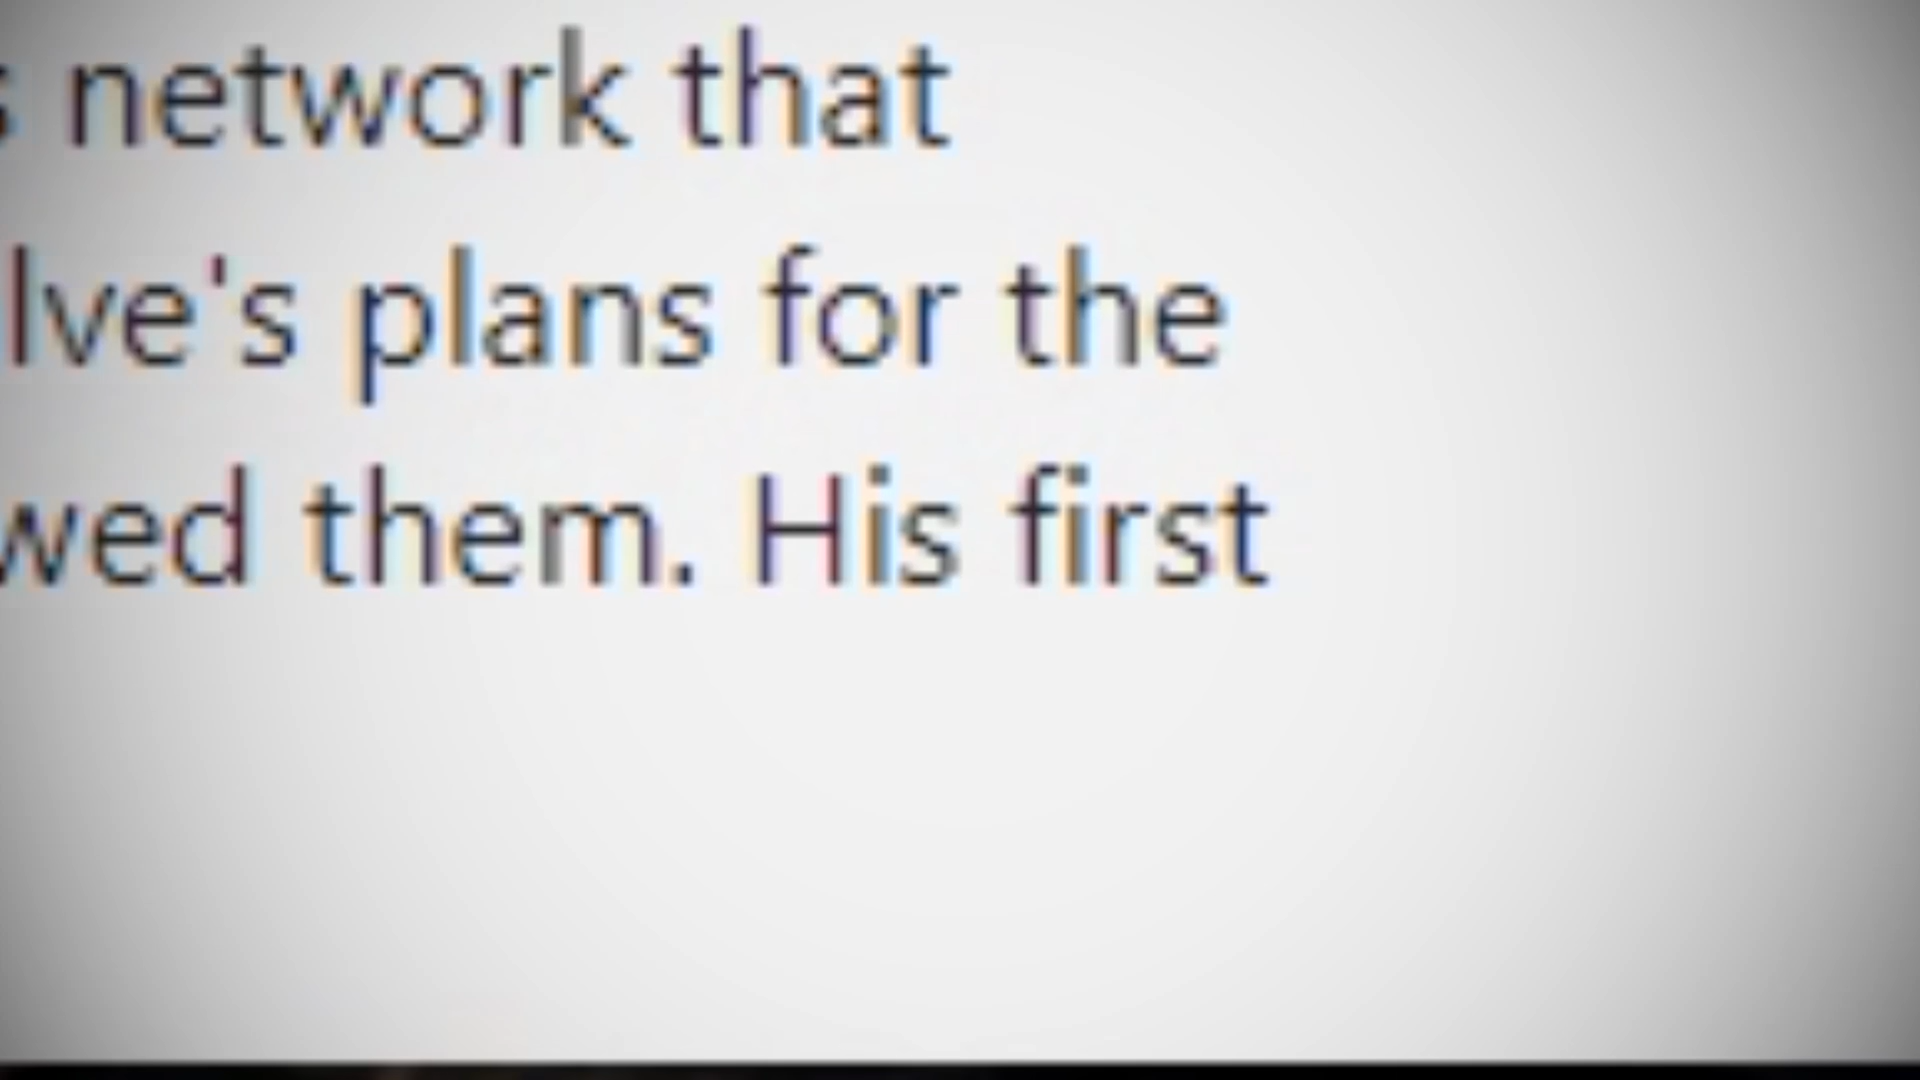 s network that
lve's plans for the
wed them. His first